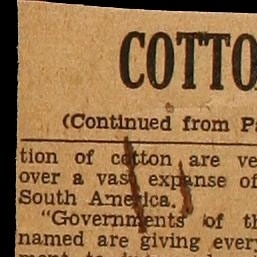 COTTO
(Continued from Pa
tion of cotton are ve
over a vast expanse of
South America.
"Governments of th
named are giving every